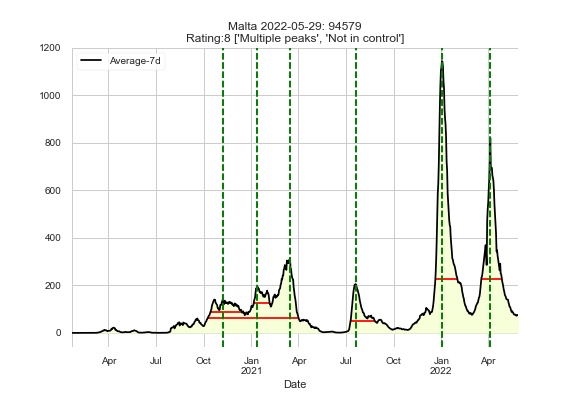 Malta 2022-05-29: 94579
Rating:8 ['Multiple peaks', 'Not in control']
1200
Average-7d
1000
800
600
400
200
0
Apr Jul Oct Jan Apr Jul Oct Jan Apr
2021 2022
Date